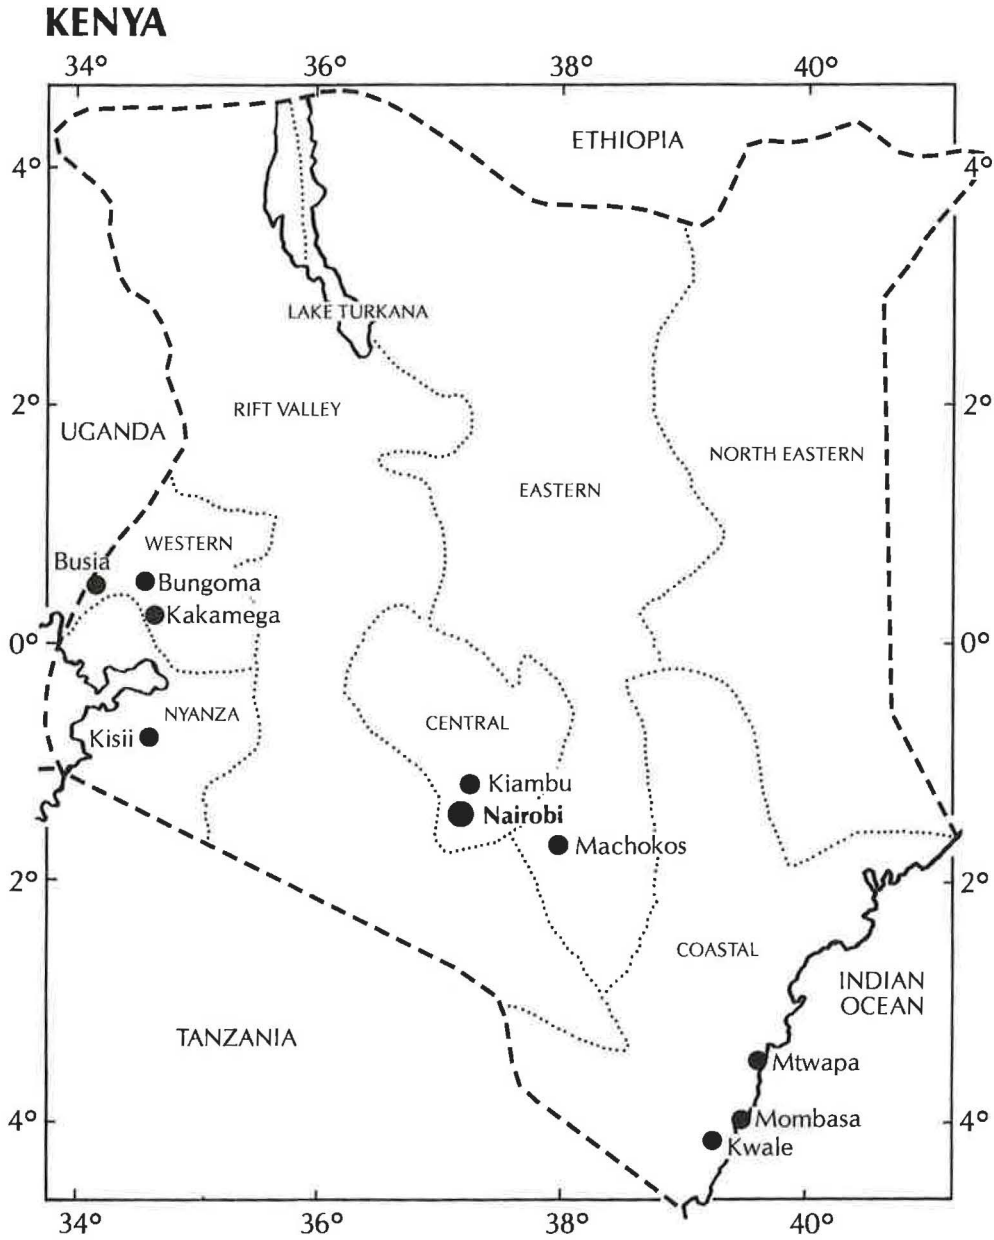 KENYA
34° 36° 38° 40°
ETHIOPIA
4° 4°
LAKE TURKANA
RIFT VALLEY
2° 2°
UGANDA
NORTH EASTERN
EASTERN
WESTERN
Busia
Bungoma
Kakamega
0° 0°
NYANZA
CENTRAL
Kisii
Kiambu
Nairobi
Machokos
2° 2°
COASTAL
INDIAN
OCEAN
TANZANIA
Mtwapa
Mombasa
4° 4°
Kwale
34° 36° 38° 40°